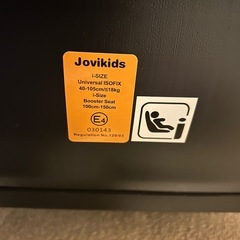 Jovikids
i-SIZE
Universal ISOFIX
40-105cm/≤18kg
i-Size
Booster Seat
100cm-150cm
E4
030143
Regulation No.129/03